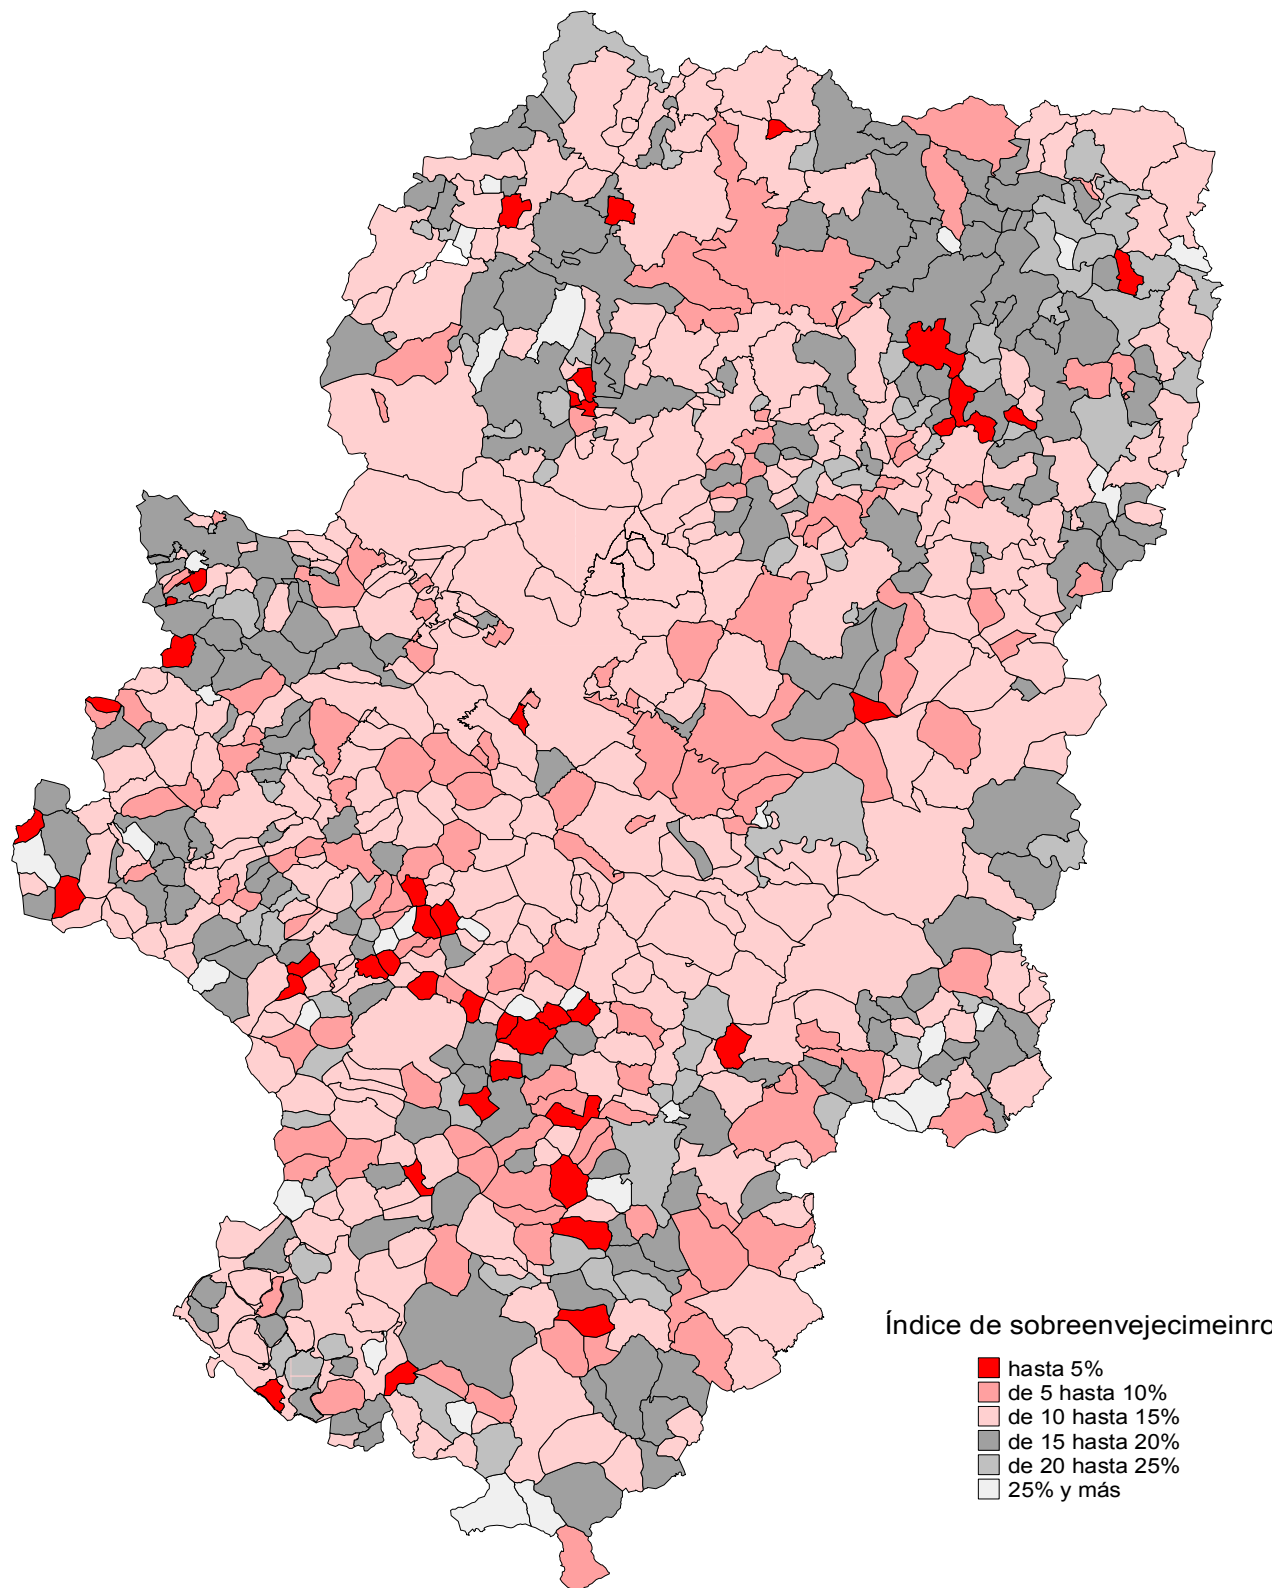 Índice de sobreenvejecimeinro
hasta 5%
de 5 hasta 10%
de 10 hasta 15%
de 15 hasta 20%
de 20 hasta 25%
25% y más